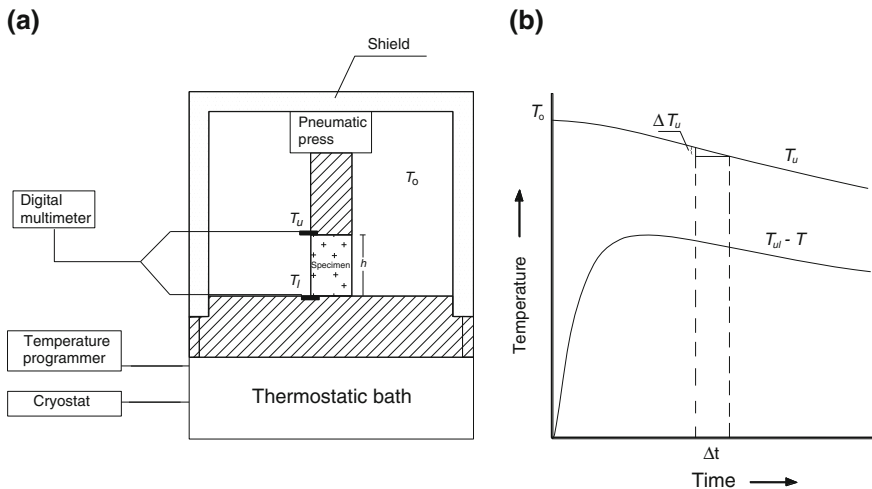 (a)
Shield
Pneumatic
press
T₀
Digital
multimeter
Tᵤ
Specimen
h
Tₗ
Temperature
programmer
Cryostat
Thermostatic bath
(b)
T₀
Δ Tᵤ
Tᵤ
Tᵤₗ - T
Temperature
Δt
Time